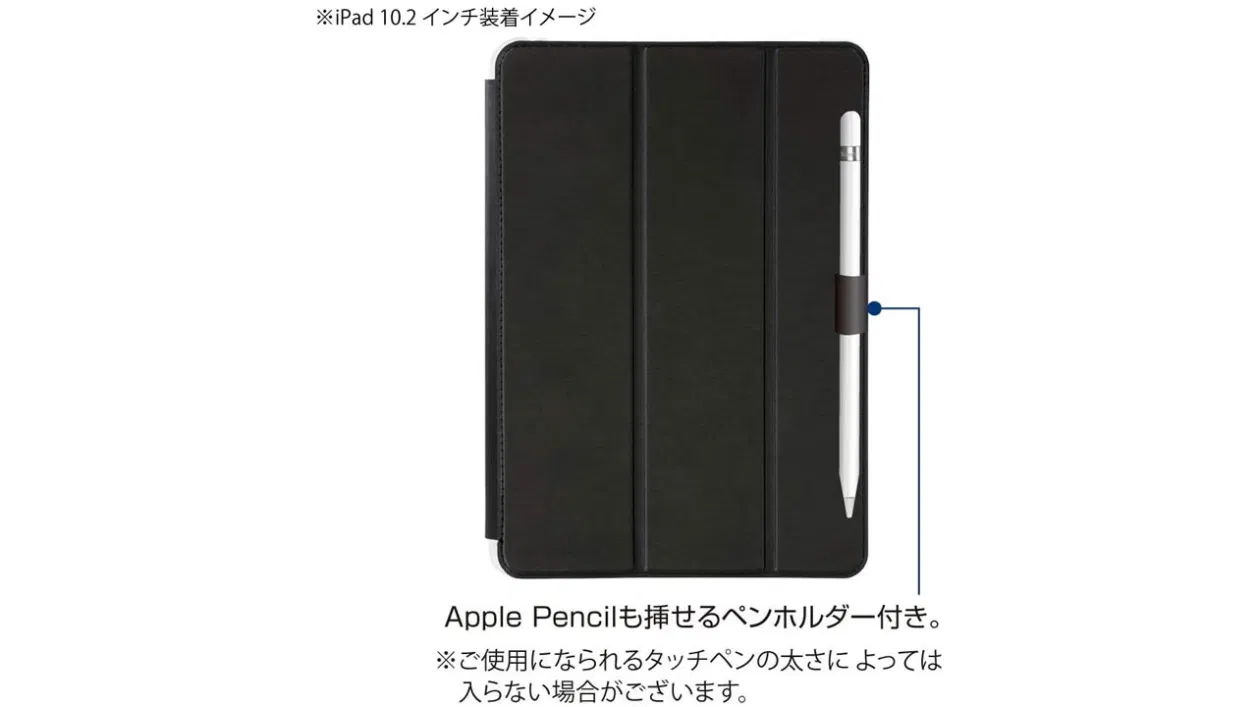 ※iPad 10.2 インチ装着イメージ
Apple Pencilも挿せるペンホルダー付き。
※ご使用になられるタッチペンの太さに よっては
入らない場合がございます。